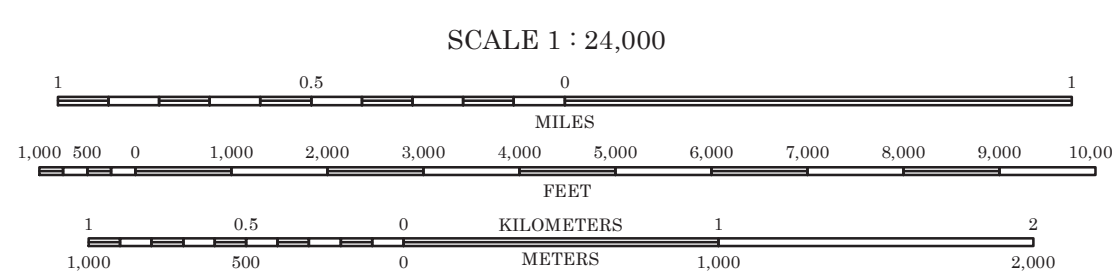 SCALE 1 : 24,000
1 0.5 0 1
MILES
1,000 500 0 1,000 2,000 3,000 4,000 5,000 6,000 7,000 8,000 9,000 10,00
FEET
1 0.5 0 KILOMETERS 1 2
1,000 500 0 METERS 1,000 2,000